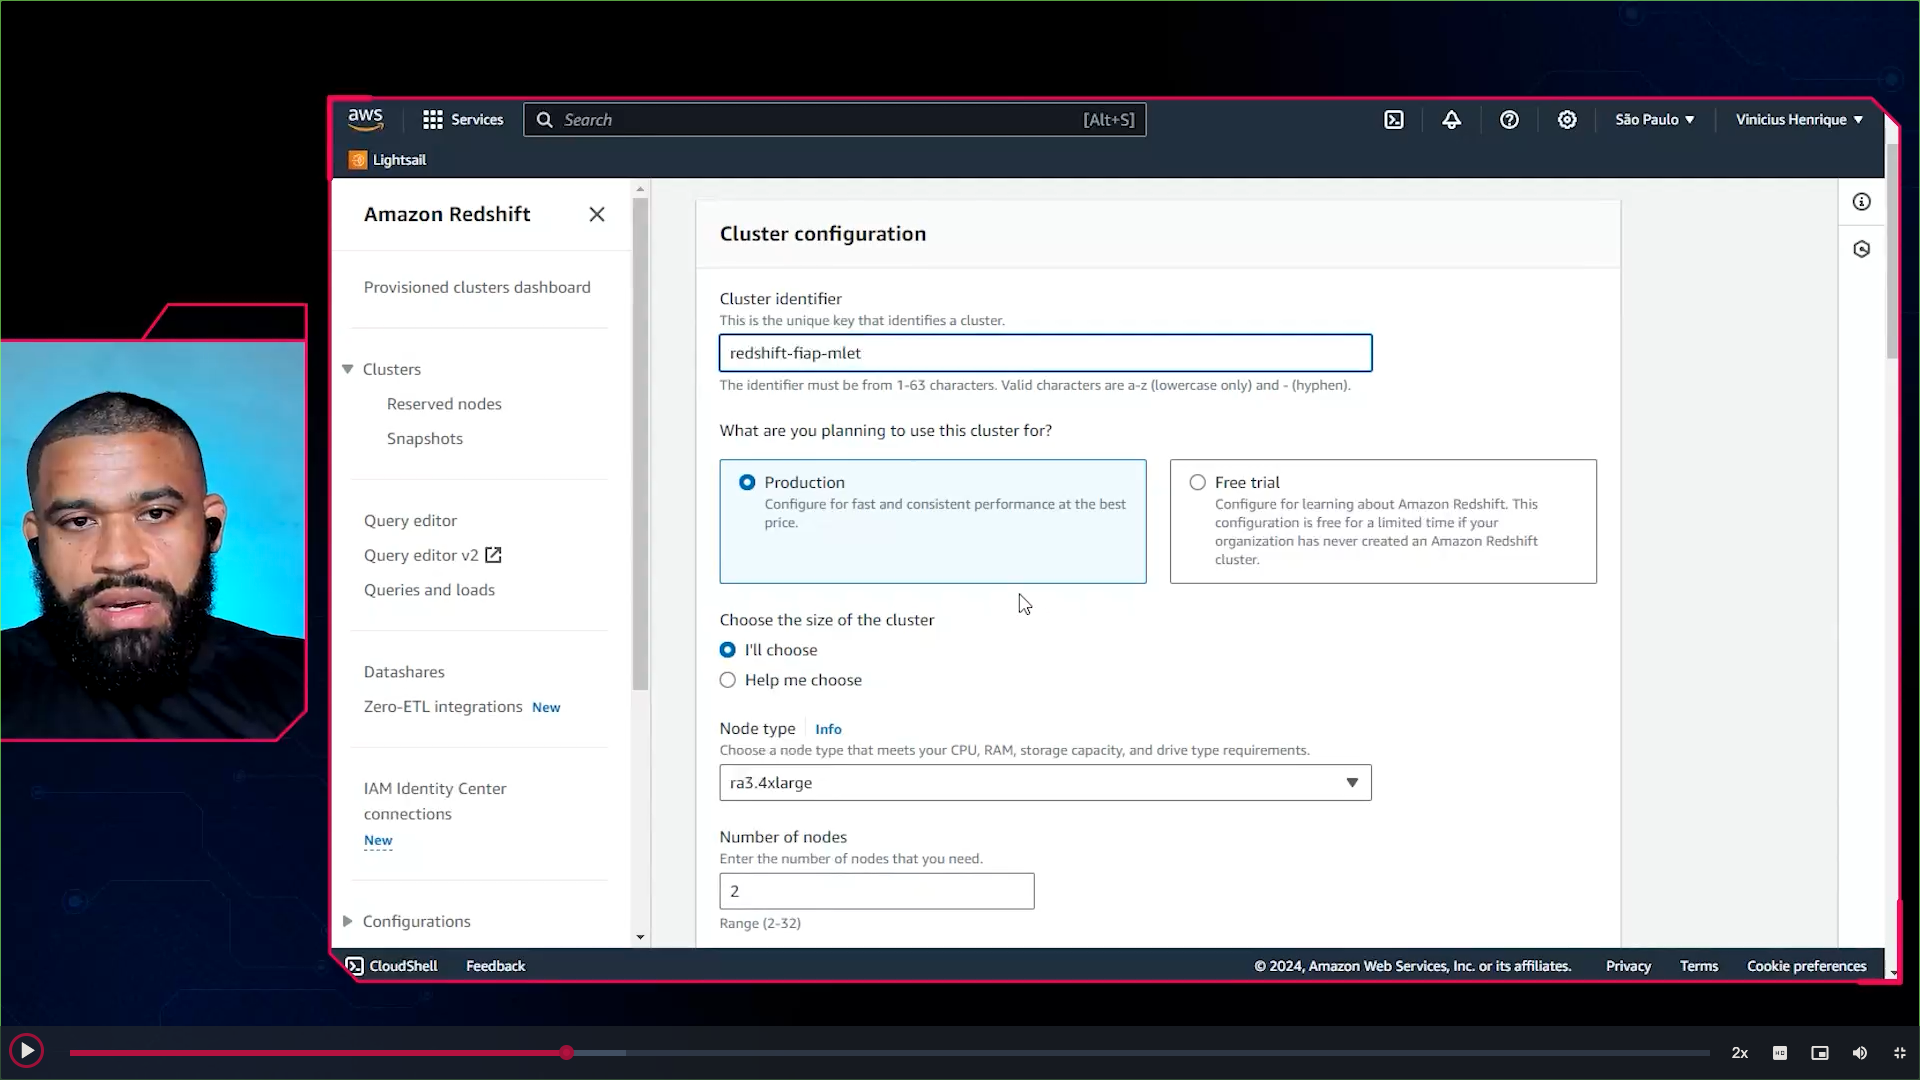 aws
Services
Search
[Alt+S]
São Paulo
Vinicius Henrique
Lightsail
Amazon Redshift
Provisioned clusters dashboard
Clusters
Reserved nodes
Snapshots
Query editor
Query editor v2
Queries and loads
Datashares
Zero-ETL integrations New
IAM Identity Center
connections
New
Configurations
Cluster configuration
Cluster identifier
This is the unique key that identifies a cluster.
redshift-fiap-mlet
The identifier must be from 1-63 characters. Valid characters are a-z (lowercase only) and - (hyphen).
What are you planning to use this cluster for?
Production
Configure for fast and consistent performance at the best
price.
Free trial
Configure for learning about Amazon Redshift. This
configuration is free for a limited time if your
organization has never created an Amazon Redshift
cluster.
Choose the size of the cluster
I'll choose
Help me choose
Node type Info
Choose a node type that meets your CPU, RAM, storage capacity, and drive type requirements.
ra3.4xlarge
Number of nodes
Enter the number of nodes that you need.
2
Range (2-32)
CloudShell
Feedback
© 2024, Amazon Web Services, Inc. or its affiliates.
Privacy
Terms
Cookie preferences
2x
HD